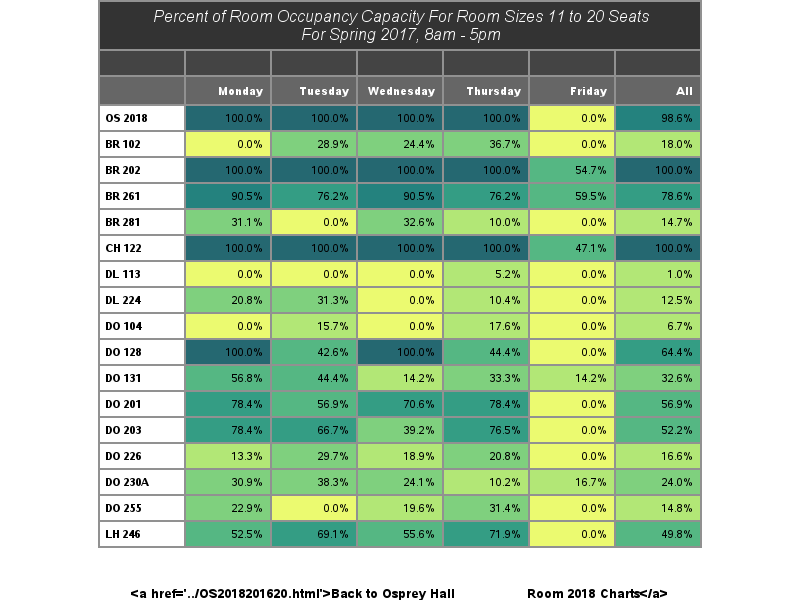 Percent of Room Occupancy Capacity For Room Sizes 11 to 20 Seats
For Spring 2017, 8am - 5pm
Monday Tuesday Wednesday Thursday Friday All
OS 2018 100.0% 100.0% 100.0% 100.0% 0.0% 98.6%
BR 102 0.0% 28.9% 24.4% 36.7% 0.0% 18.0%
BR 202 100.0% 100.0% 100.0% 100.0% 54.7% 100.0%
BR 261 90.5% 76.2% 90.5% 76.2% 59.5% 78.6%
BR 281 31.1% 0.0% 32.6% 10.0% 0.0% 14.7%
CH 122 100.0% 100.0% 100.0% 100.0% 47.1% 100.0%
DL 113 0.0% 0.0% 0.0% 5.2% 0.0% 1.0%
DL 224 20.8% 31.3% 0.0% 10.4% 0.0% 12.5%
DO 104 0.0% 15.7% 0.0% 17.6% 0.0% 6.7%
DO 128 100.0% 42.6% 100.0% 44.4% 0.0% 64.4%
DO 131 56.8% 44.4% 14.2% 33.3% 14.2% 32.6%
DO 201 78.4% 56.9% 70.6% 78.4% 0.0% 56.9%
DO 203 78.4% 66.7% 39.2% 76.5% 0.0% 52.2%
DO 226 13.3% 29.7% 18.9% 20.8% 0.0% 16.6%
DO 230A 30.9% 38.3% 24.1% 10.2% 16.7% 24.0%
DO 255 22.9% 0.0% 19.6% 31.4% 0.0% 14.8%
LH 246 52.5% 69.1% 55.6% 71.9% 0.0% 49.8%
<a href='../OS2018201620.html'>Back to Osprey Hall Room 2018 Charts</a>